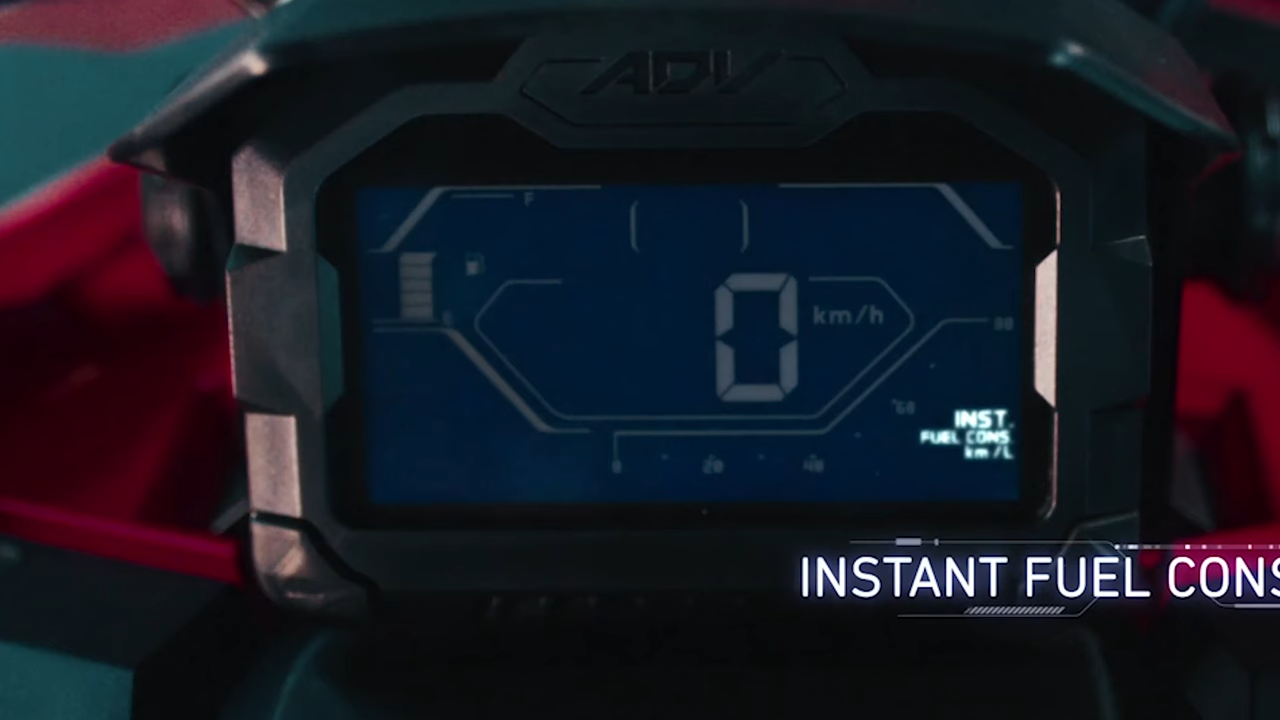 ADV
F
0 km/h
80
60
INST.
FUEL CONS.
km/L
0 20 40
INSTANT FUEL CONS